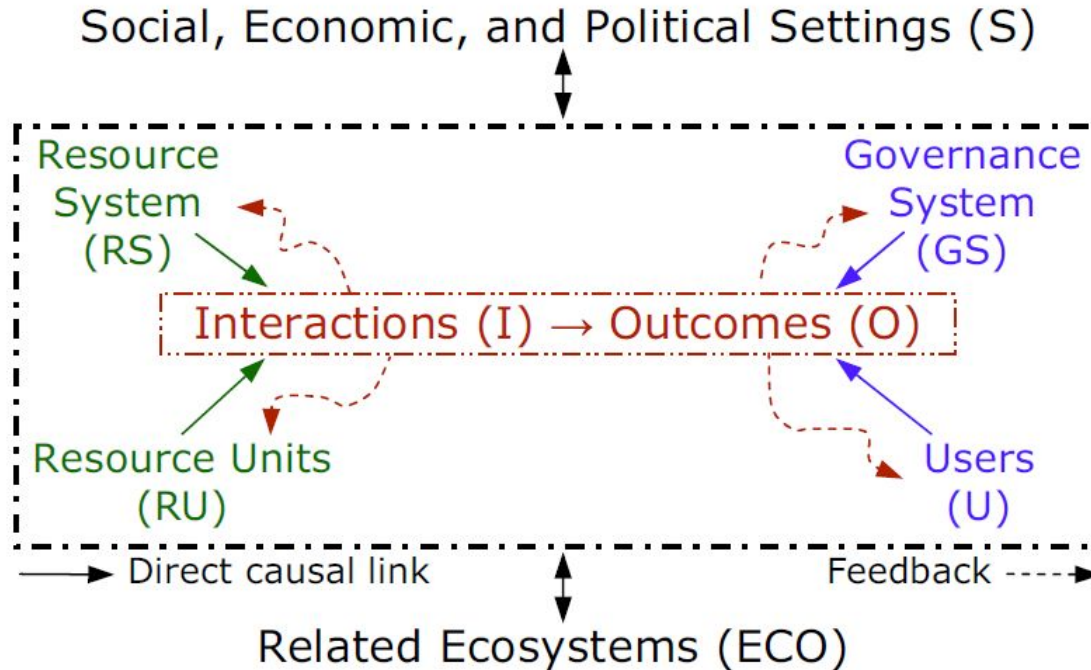 Social, Economic, and Political Settings (S)
Resource
System
(RS)
Governance
System
(GS)
Interactions (I) → Outcomes (O)
Resource Units
(RU)
Users
(U)
Direct causal link
Feedback
Related Ecosystems (ECO)